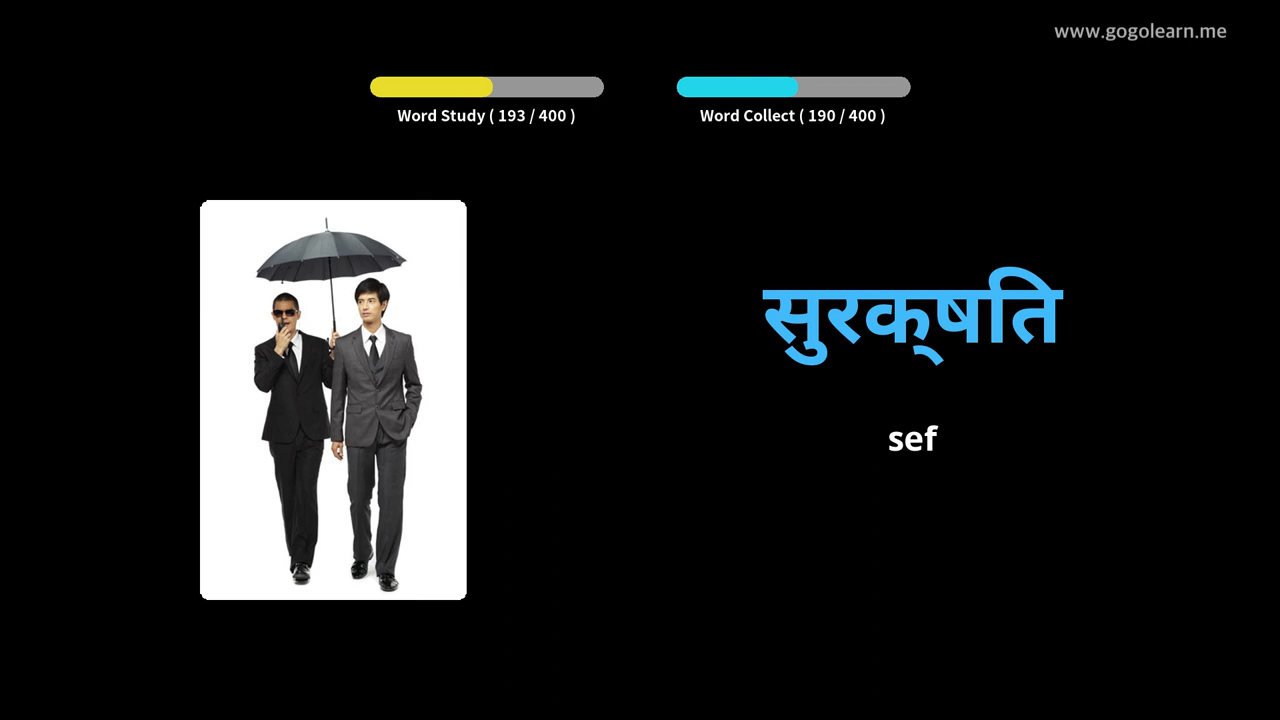 www.gogolearn.me
Word Study ( 193 / 400 )
Word Collect ( 190 / 400 )
सुरक्‌षति
sef